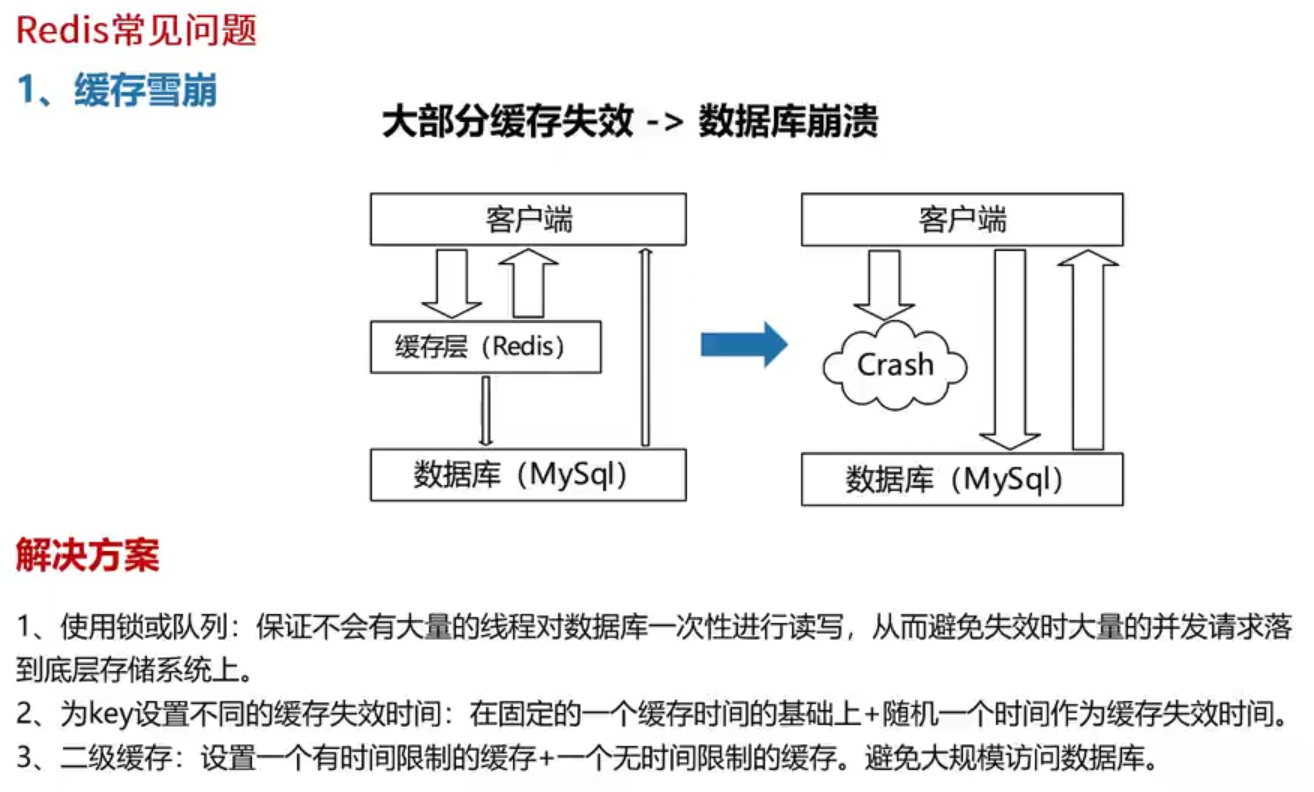 Redis常见问题
1、缓存雪崩
大部分缓存失效 -> 数据库崩溃
客户端
缓存层（Redis）
数据库（MySql）
客户端
Crash
数据库（MySql）
解决方案
1、使用锁或队列：保证不会有大量的线程对数据库一次性进行读写，从而避免失效时大量的并发请求落
到底层存储系统上。
2、为key设置不同的缓存失效时间：在固定的一个缓存时间的基础上+随机一个时间作为缓存失效时间。
3、二级缓存：设置一个有时间限制的缓存+一个无时间限制的缓存。避免大规模访问数据库。